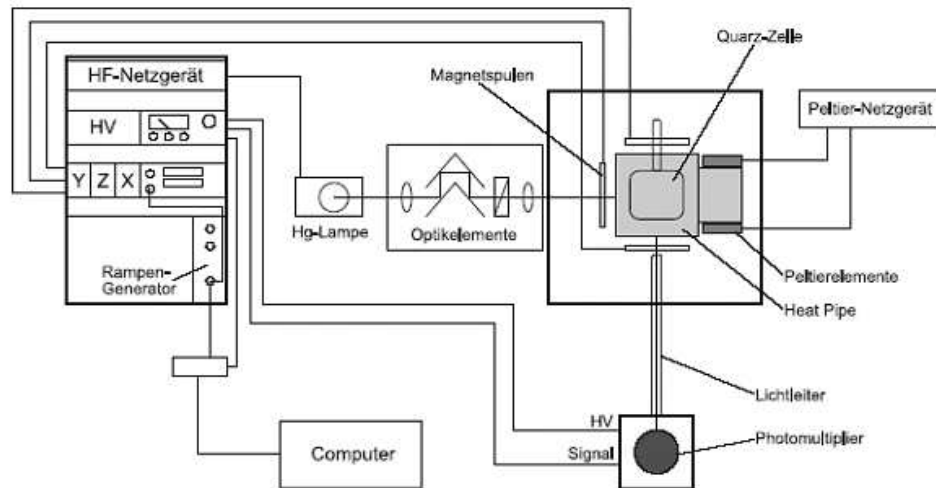 HF-Netzgerät
HV
Y Z X
Rampen-
Generator
Computer
Hg-Lampe
Optikelemente
Magnetspulen
Quarz-Zelle
Peltier-Netzgerät
Peltierelemente
Heat Pipe
Lichtleiter
HV
Signal
Photomultiplier